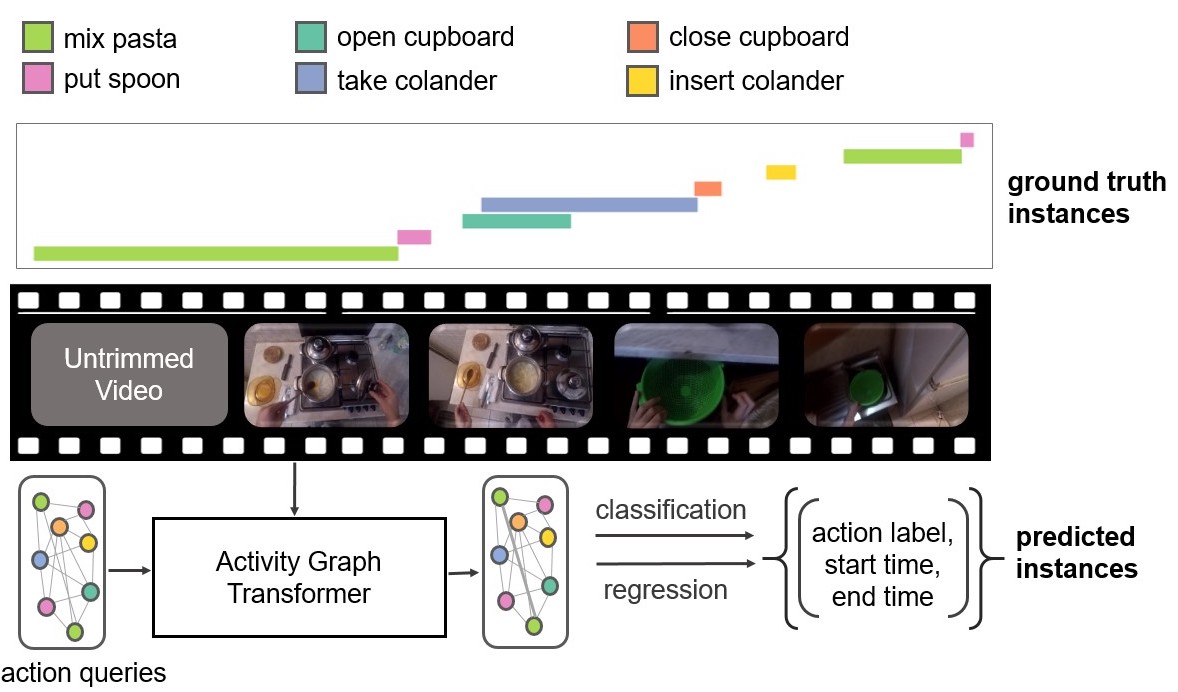 mix pasta
open cupboard
close cupboard
put spoon
take colander
insert colander
ground truth
instances
Untrimmed
Video
classification
action label,
start time,
end time
predicted
instances
Activity Graph
Transformer
regression
action queries